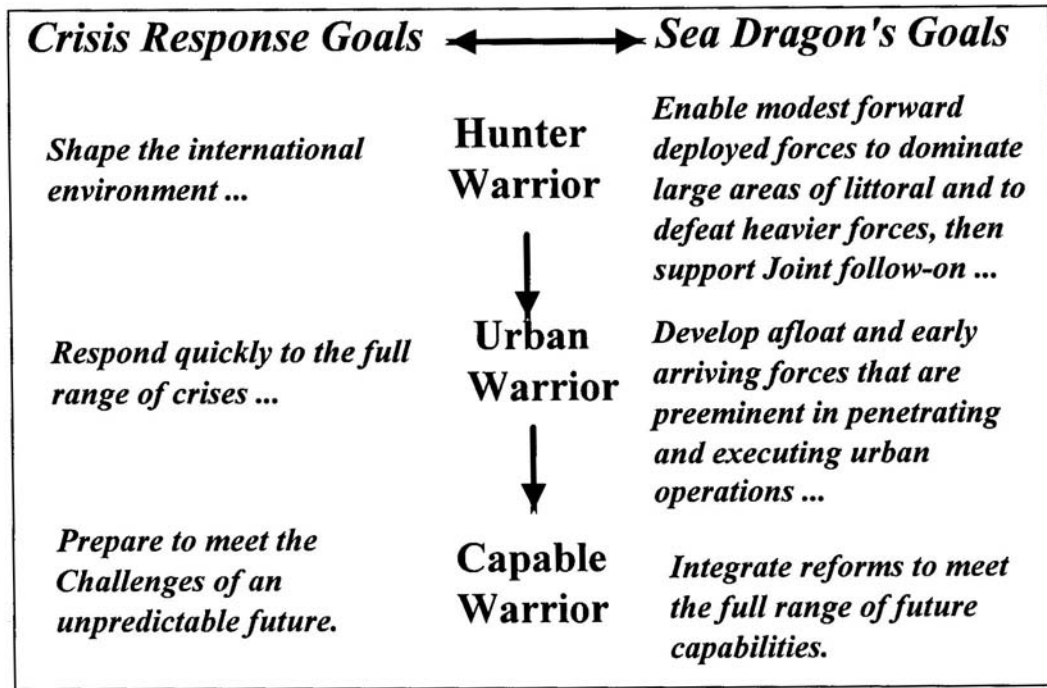 Crisis Response Goals
Sea Dragon's Goals
Shape the international
environment ...
Hunter
Warrior
Enable modest forward
deployed forces to dominate
large areas of littoral and to
defeat heavier forces, then
support Joint follow-on ...
Respond quickly to the full
range of crises ...
Urban
Warrior
Develop afloat and early
arriving forces that are
preeminent in penetrating
and executing urban
operations ...
Prepare to meet the
Challenges of an
unpredictable future.
Capable
Warrior
Integrate reforms to meet
the full range of future
capabilities.